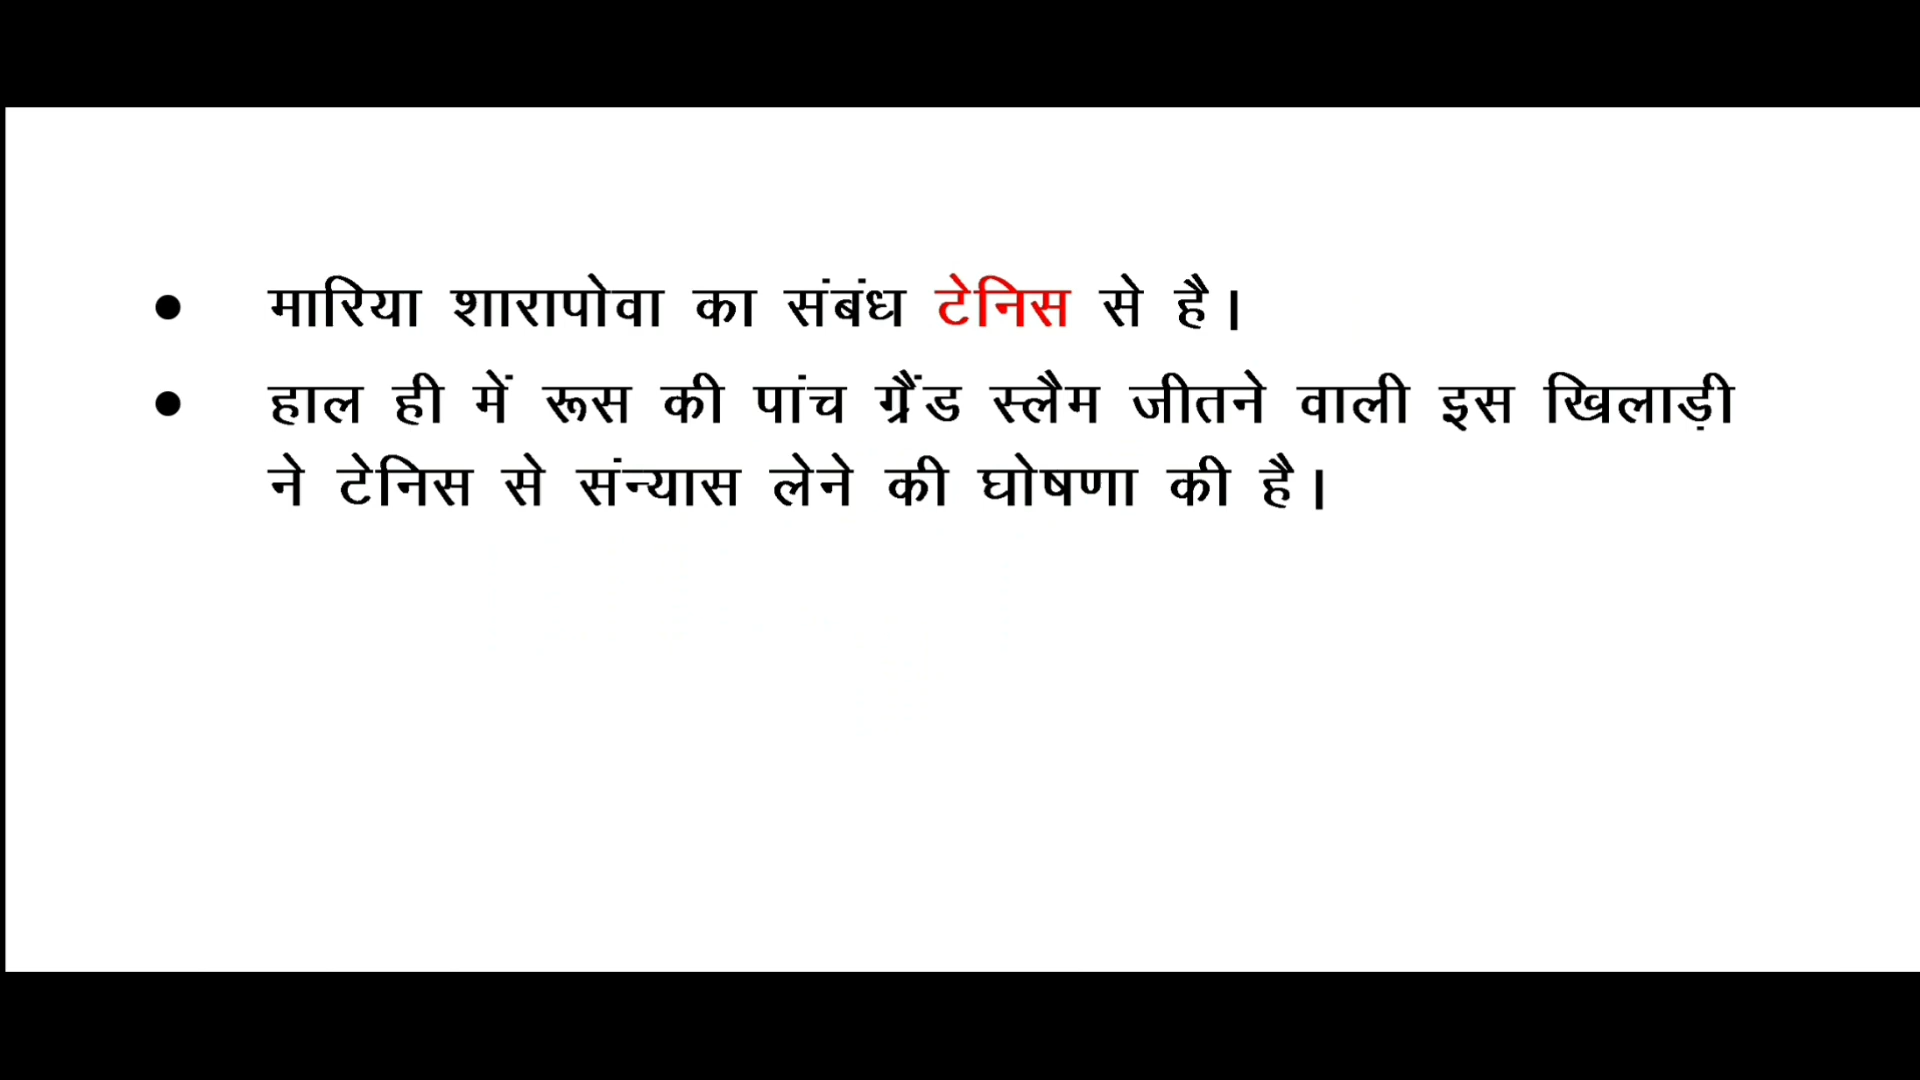 • मारिया शारापोवा का संबंध टेनिस से है।
• हाल ही में रूस की पांच ग्रैंड स्लैम जीतने वाली इस खिलाड़ी
ने टेनिस से संन्यास लेने की घोषणा की है।